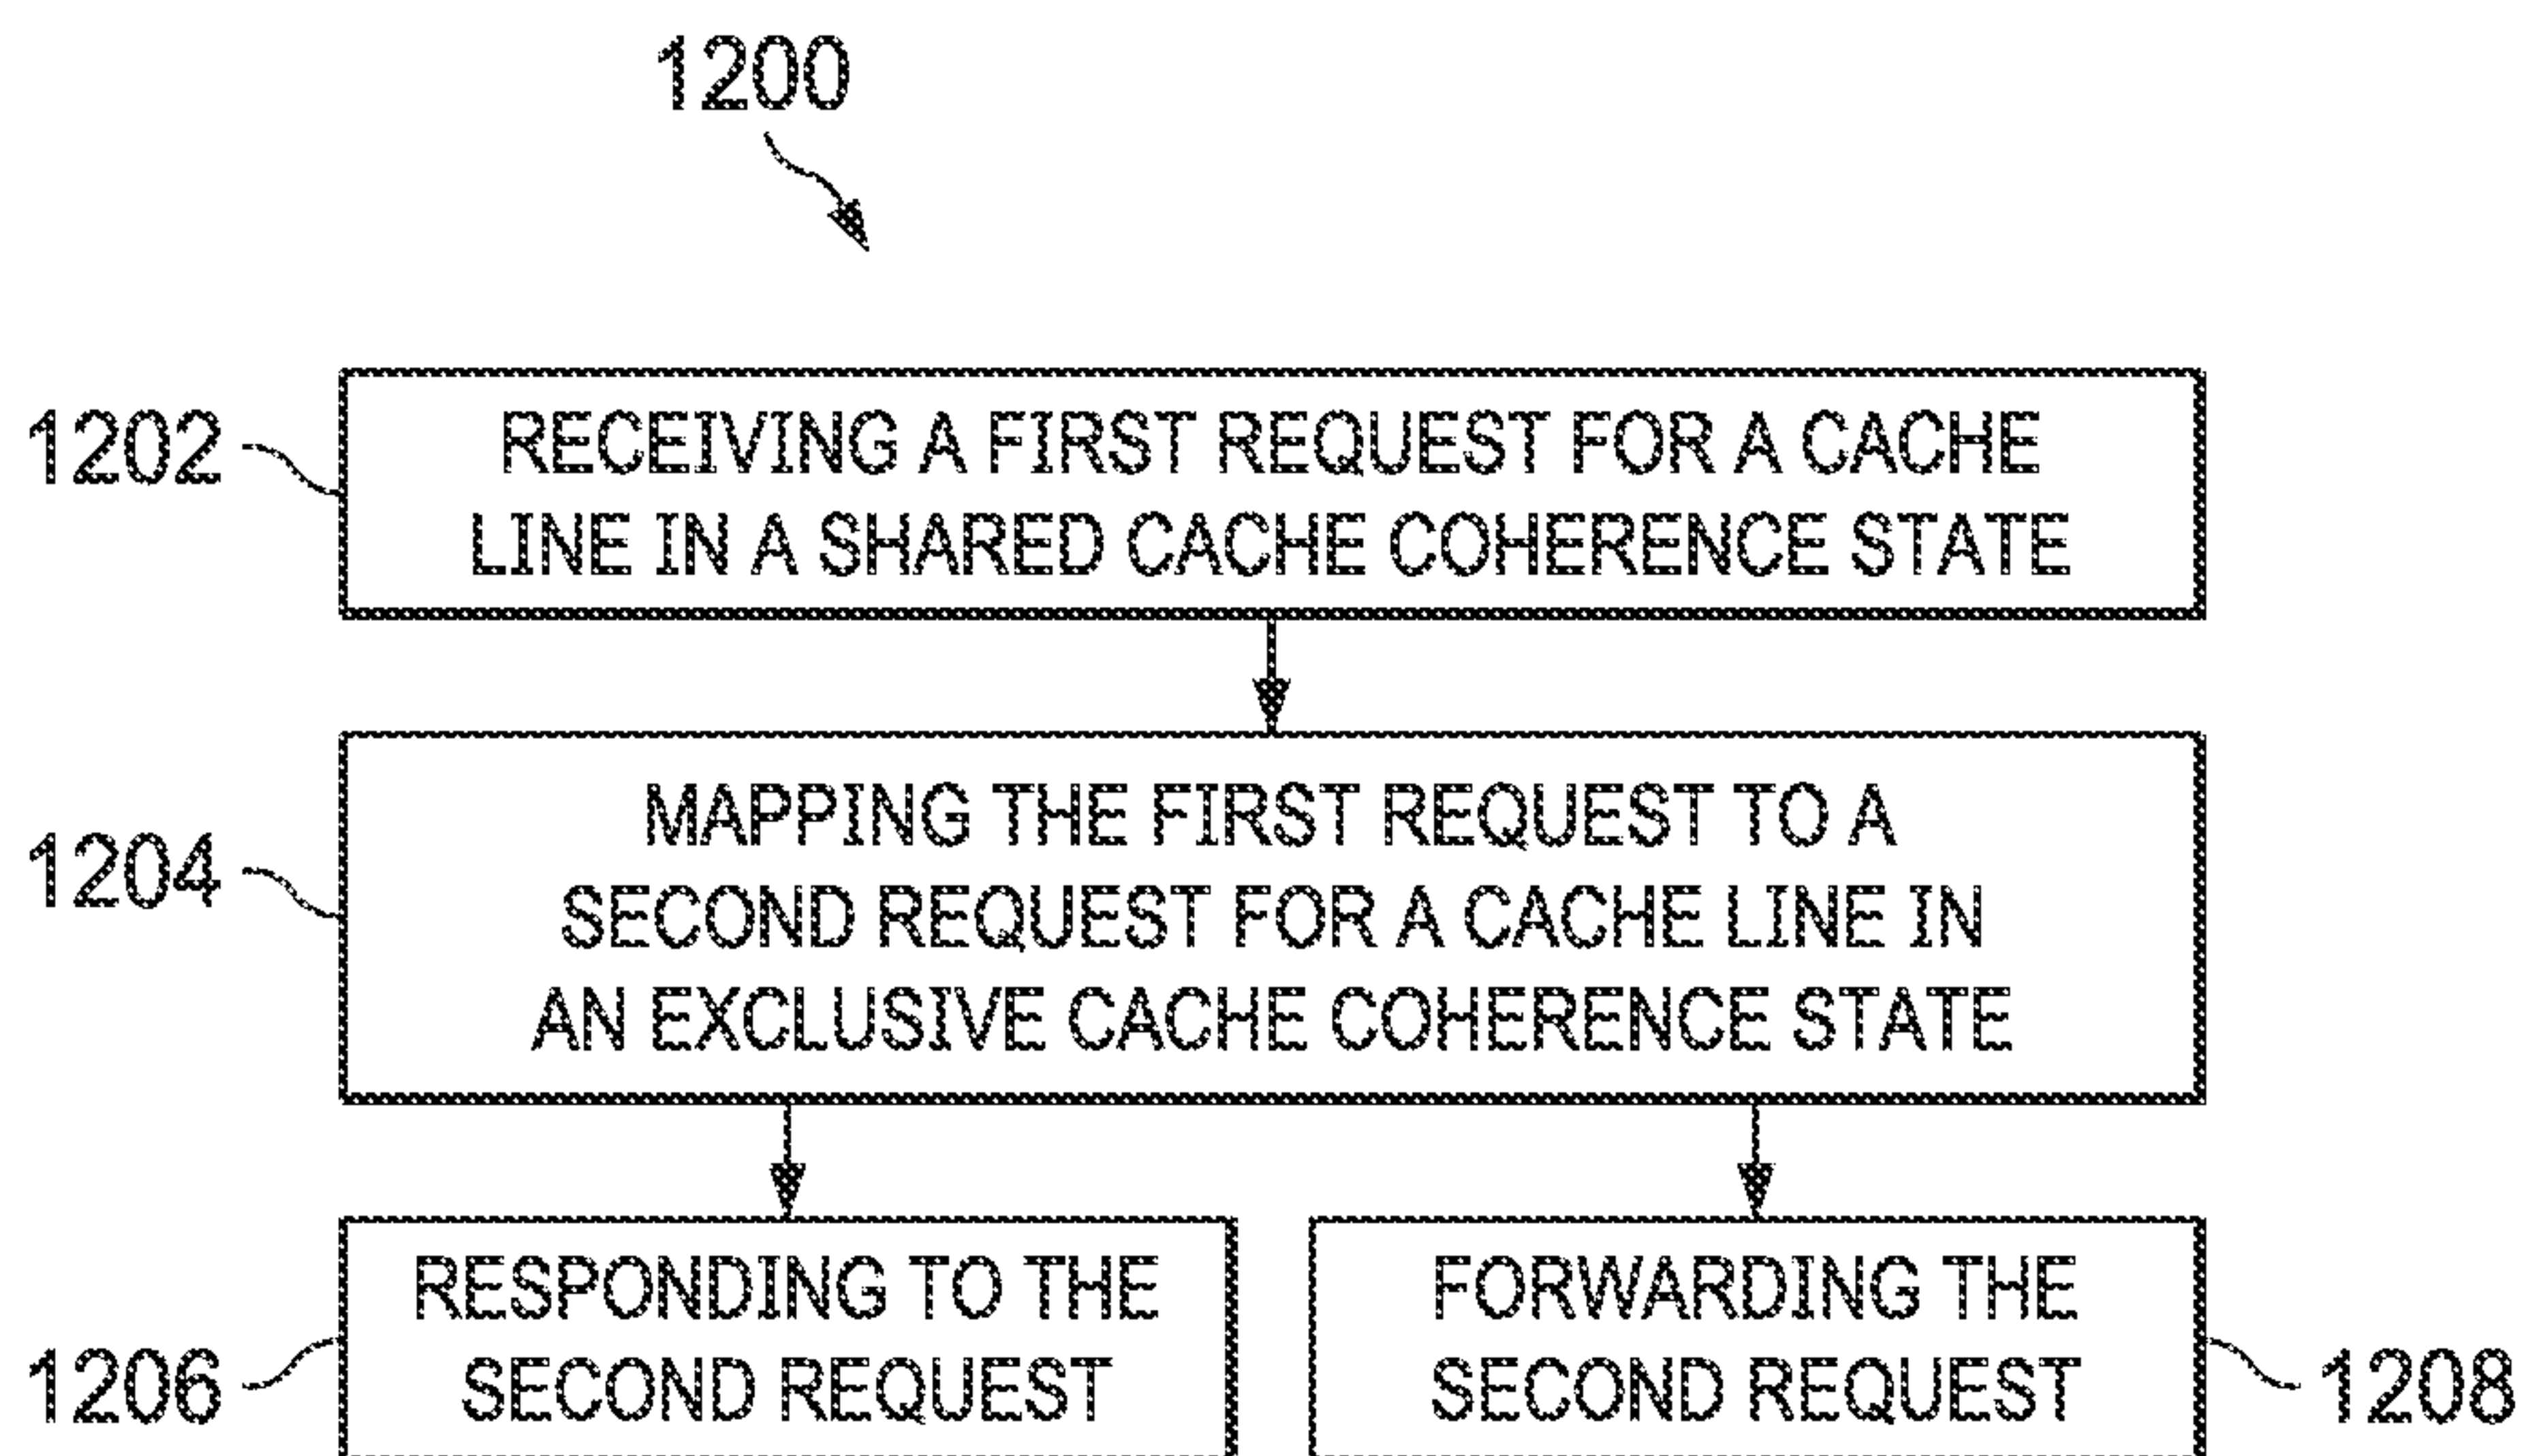 1200
1202
RECEIVING A FIRST REQUEST FOR A CACHE
LINE IN A SHARED CACHE COHERENCE STATE
1204
MAPPING THE FIRST REQUEST TO A
SECOND REQUEST FOR A CACHE LINE IN
AN EXCLUSIVE CACHE COHERENCE STATE
1206
RESPONDING TO THE
SECOND REQUEST
FORWARDING THE
SECOND REQUEST
1208